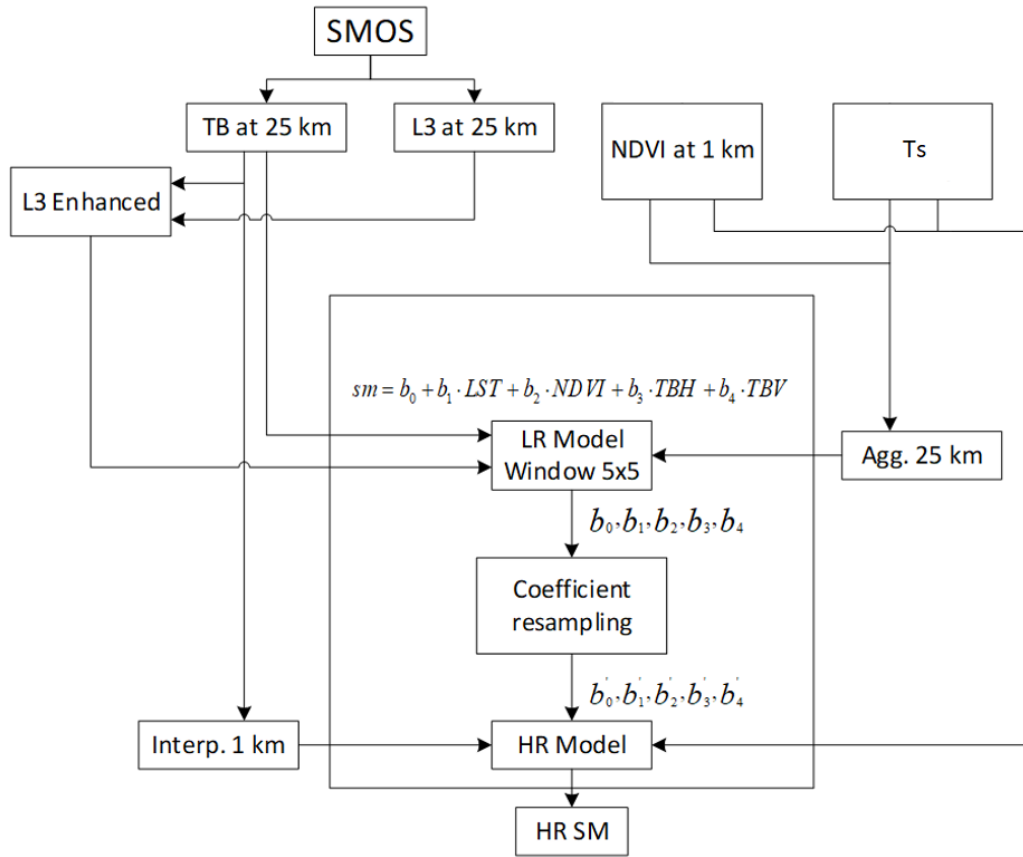 SMOS
TB at 25 km
L3 at 25 km
NDVI at 1 km
Ts
L3 Enhanced
sm = b₀ + b₁ · LST + b₂ · NDVI + b₃ · TBH + b₄ · TBV
LR Model
Window 5x5
Agg. 25 km
b₀, b₁, b₂, b₃, b₄
Coefficient
resampling
b₀', b₁', b₂', b₃', b₄'
Interp. 1 km
HR Model
HR SM